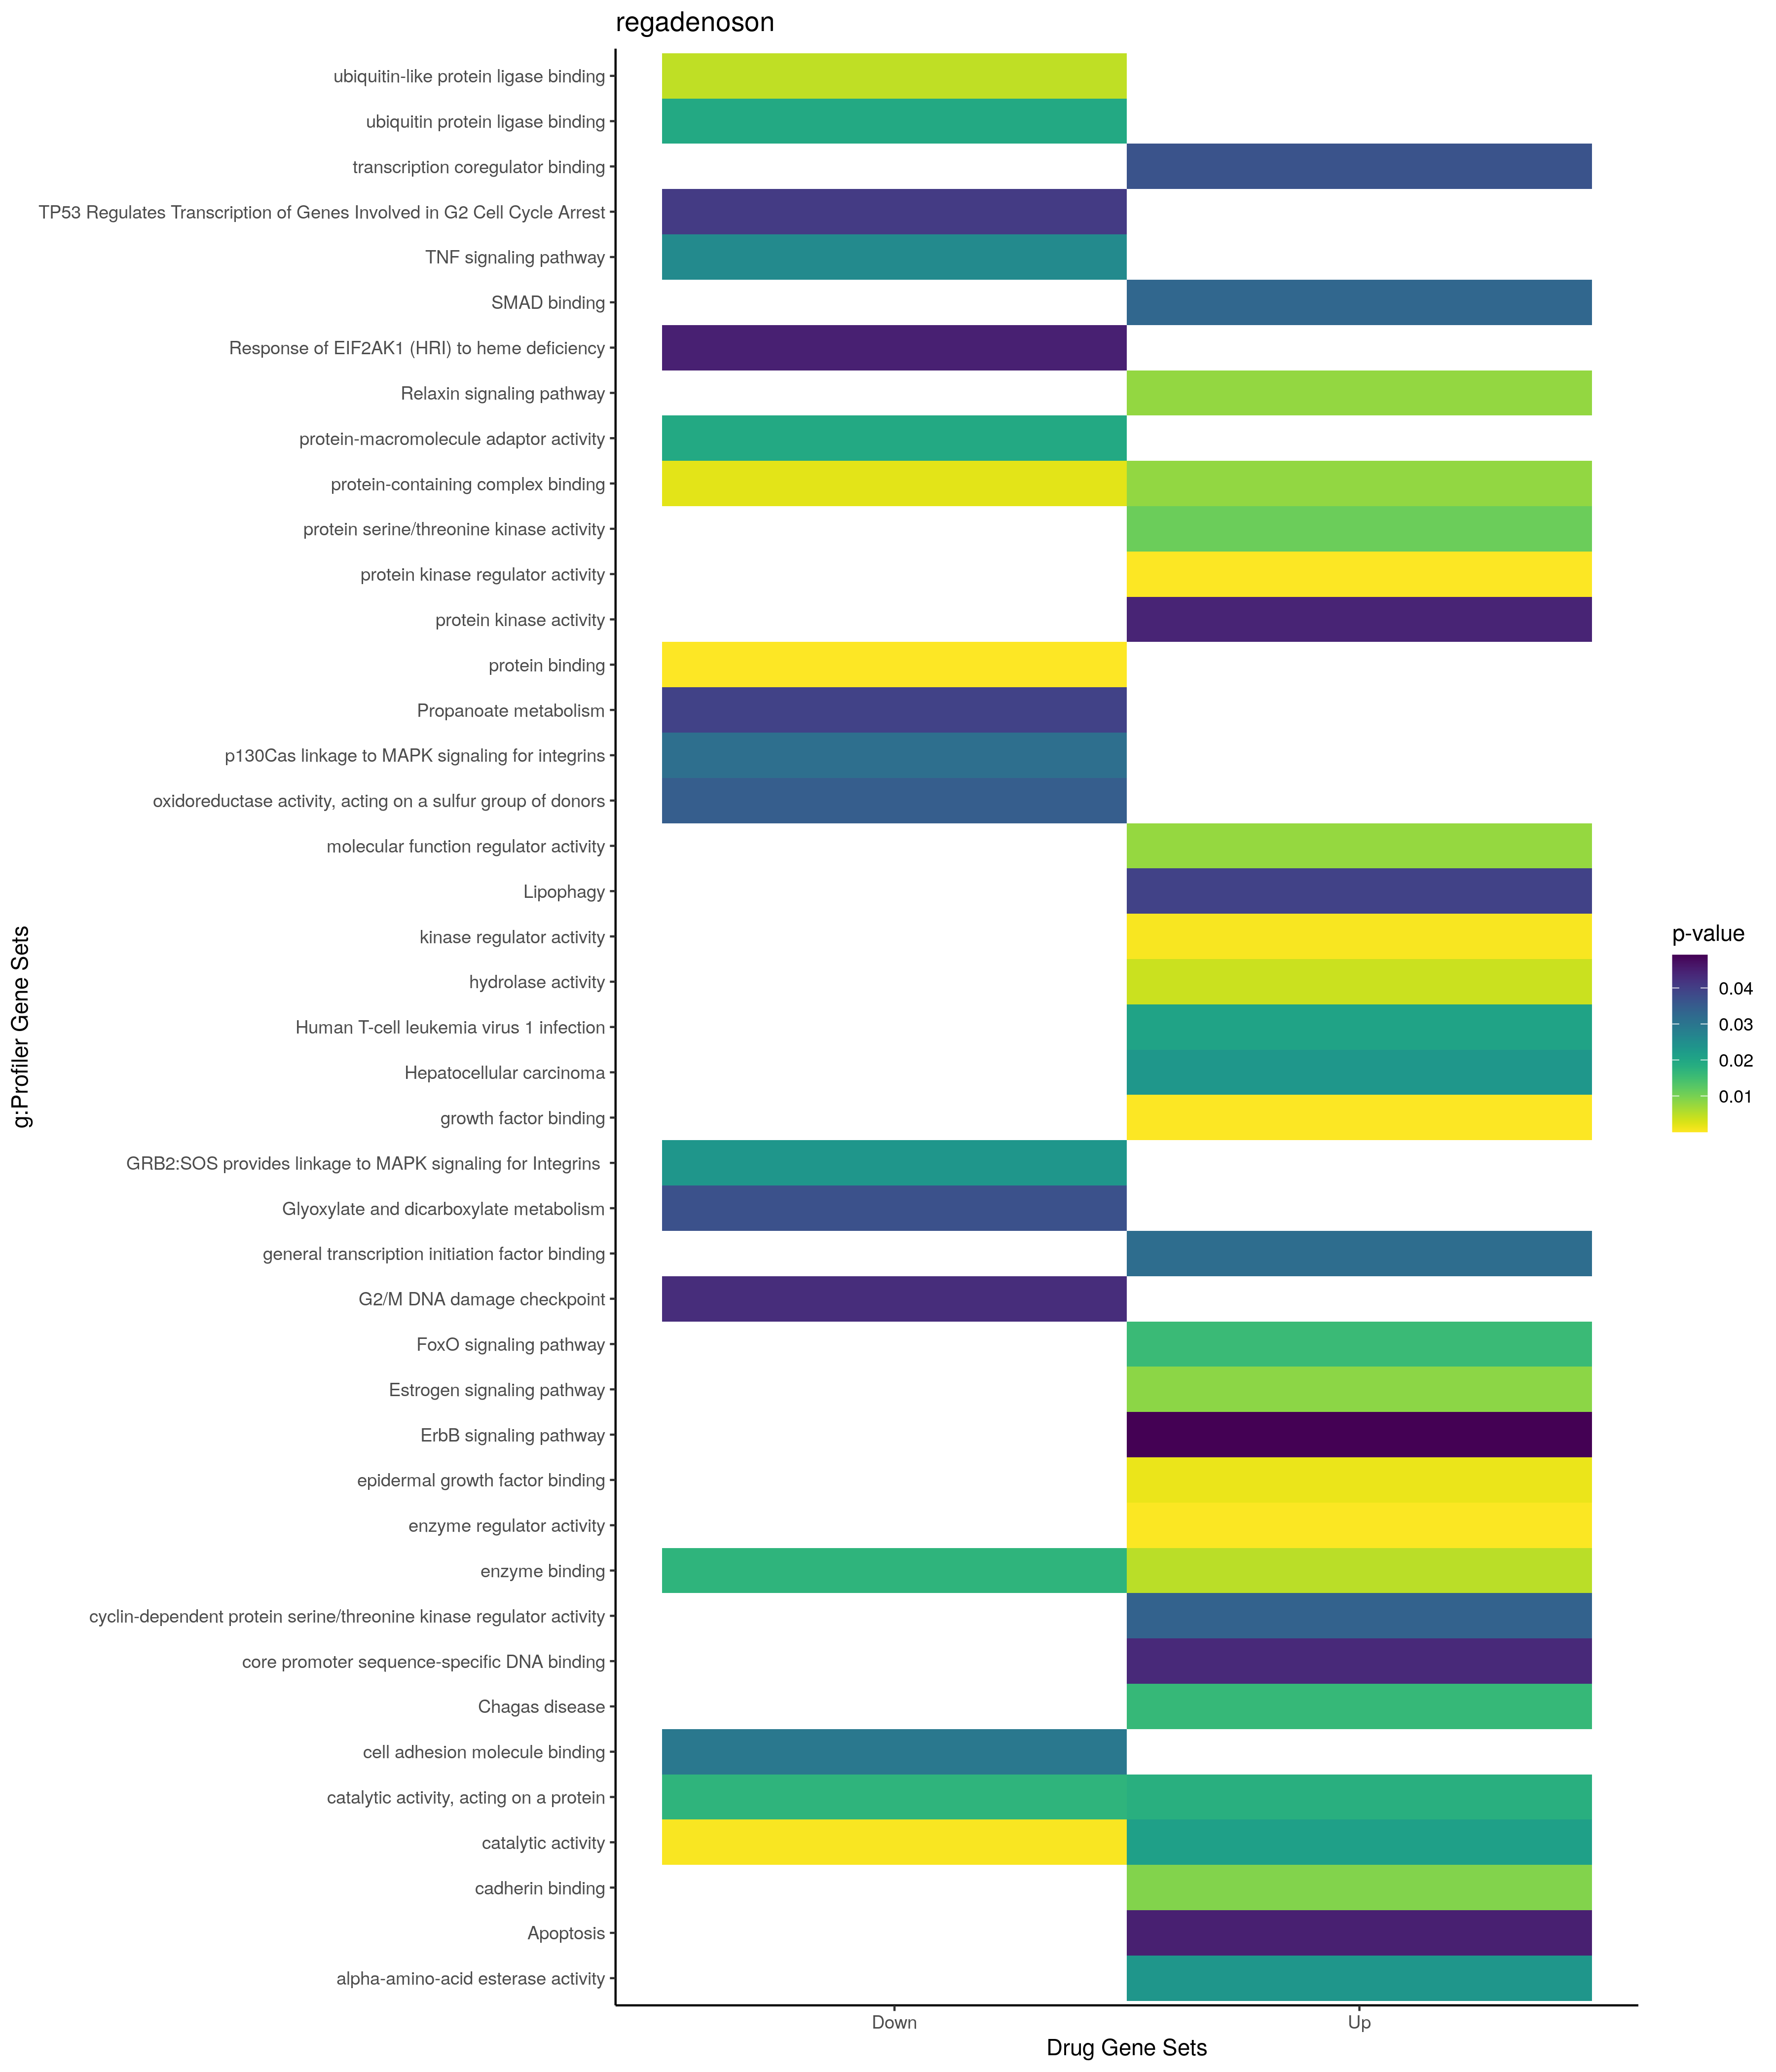 regadenoson
ubiquitin-like protein ligase binding
ubiquitin protein ligase binding
transcription coregulator binding
TP53 Regulates Transcription of Genes Involved in G2 Cell Cycle Arrest
TNF signaling pathway
SMAD binding
Response of EIF2AK1 (HRI) to heme deficiency
Relaxin signaling pathway
protein-macromolecule adaptor activity
protein-containing complex binding
protein serine/threonine kinase activity
protein kinase regulator activity
protein kinase activity
protein binding
Propanoate metabolism
p130Cas linkage to MAPK signaling for integrins
oxidoreductase activity, acting on a sulfur group of donors
molecular function regulator activity
Lipophagy
kinase regulator activity
hydrolase activity
Human T-cell leukemia virus 1 infection
Hepatocellular carcinoma
growth factor binding
GRB2:SOS provides linkage to MAPK signaling for Integrins
Glyoxylate and dicarboxylate metabolism
general transcription initiation factor binding
G2/M DNA damage checkpoint
FoxO signaling pathway
Estrogen signaling pathway
ErbB signaling pathway
epidermal growth factor binding
enzyme regulator activity
enzyme binding
cyclin-dependent protein serine/threonine kinase regulator activity
core promoter sequence-specific DNA binding
Chagas disease
cell adhesion molecule binding
catalytic activity, acting on a protein
catalytic activity
cadherin binding
Apoptosis
alpha-amino-acid esterase activity
g:Profiler Gene Sets
Down
Up
Drug Gene Sets
p-value
0.04
0.03
0.02
0.01